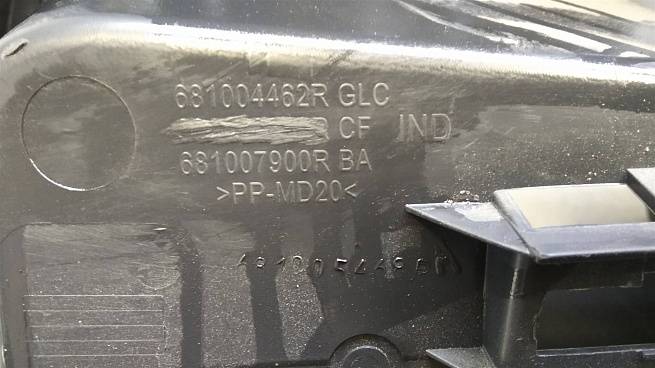 681004462R GLC
R CF IND
681007900R BA
>PP-MD20<